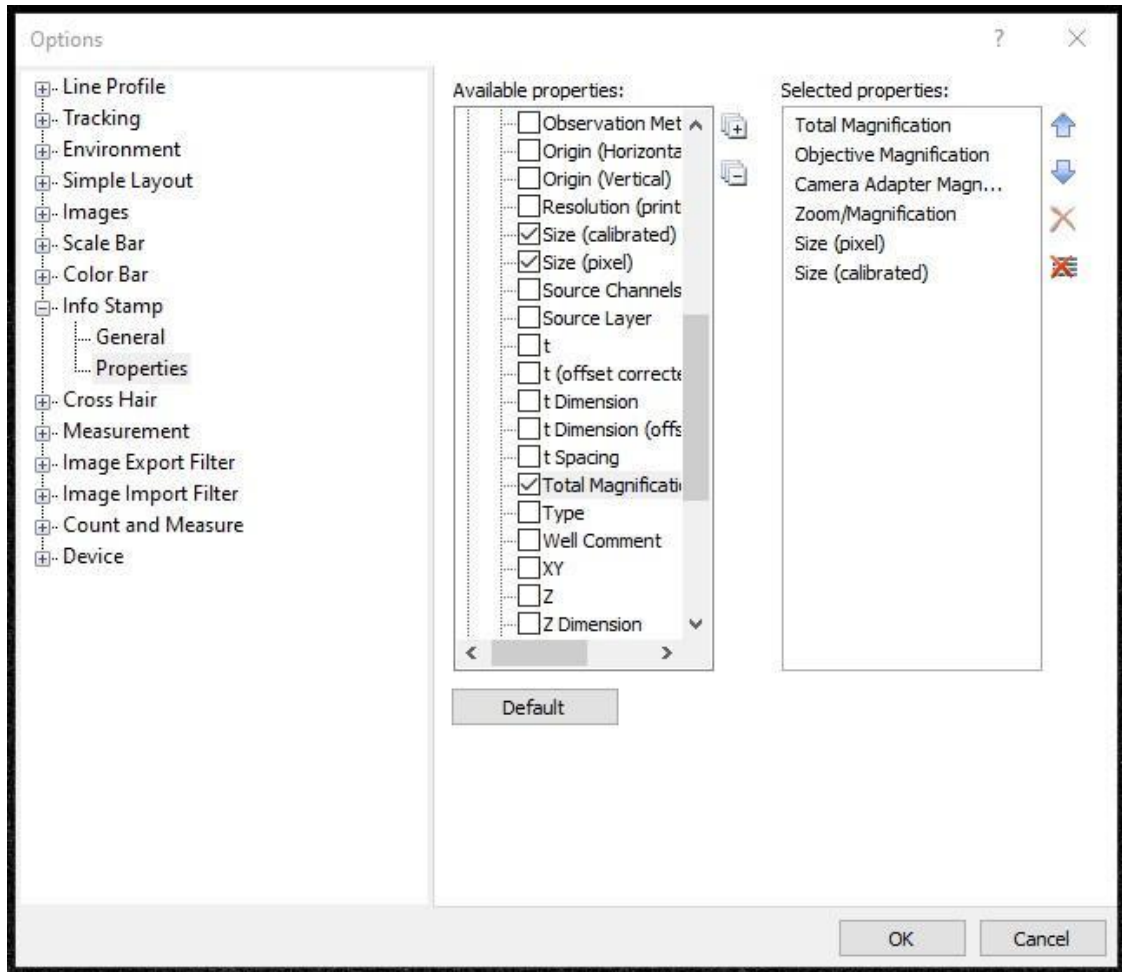 Options
?
Line Profile
Tracking
Environment
Simple Layout
Images
Scale Bar
Color Bar
Info Stamp
General
Properties
Cross Hair
Measurement
Image Export Filter
Image Import Filter
Count and Measure
Device
Available properties:
Observation Met
Origin (Horizonta
Origin (Vertical)
Resolution (print
Size (calibrated)
Size (pixel)
Source Channels
Source Layer
t
t (offset correcte
t Dimension
t Dimension (offs
t Spacing
Total Magnificati
Type
Well Comment
XY
Z
Z Dimension
Default
Selected properties:
Total Magnification
Objective Magnification
Camera Adapter Magn...
Zoom/Magnification
Size (pixel)
Size (calibrated)
OK
Cancel